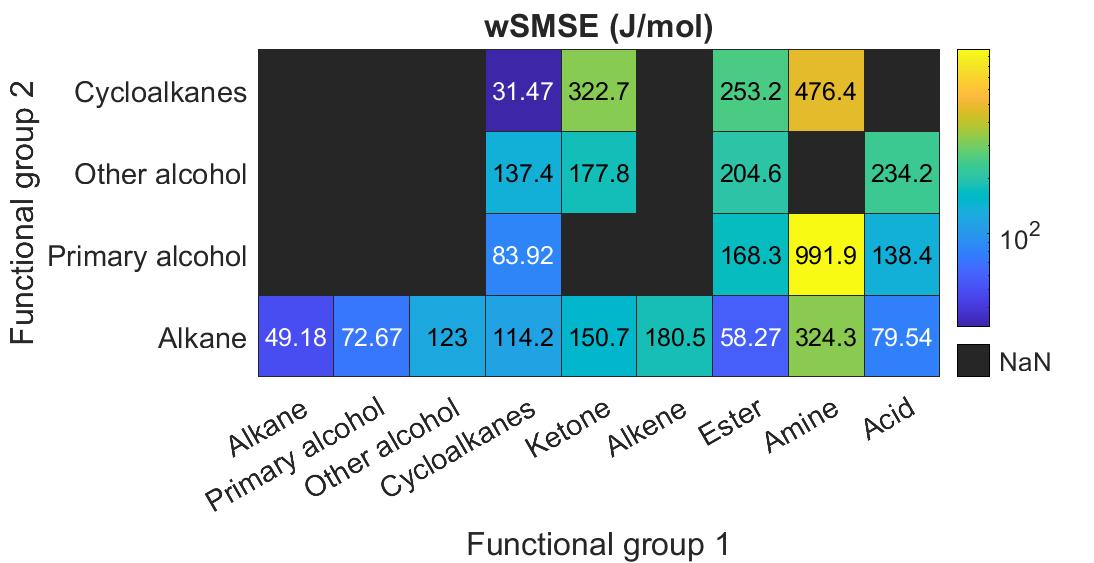 wSMSE (J/mol)
Functional group 2
Cycloalkanes 31.47 322.7 253.2 476.4
Other alcohol 137.4 177.8 204.6 234.2
Primary alcohol 83.92 168.3 991.9 138.4
Alkane 49.18 72.67 123 114.2 150.7 180.5 58.27 324.3 79.54
10²
NaN
Alkane Primary alcohol Other alcohol Cycloalkanes Ketone Alkene Ester Amine Acid
Functional group 1